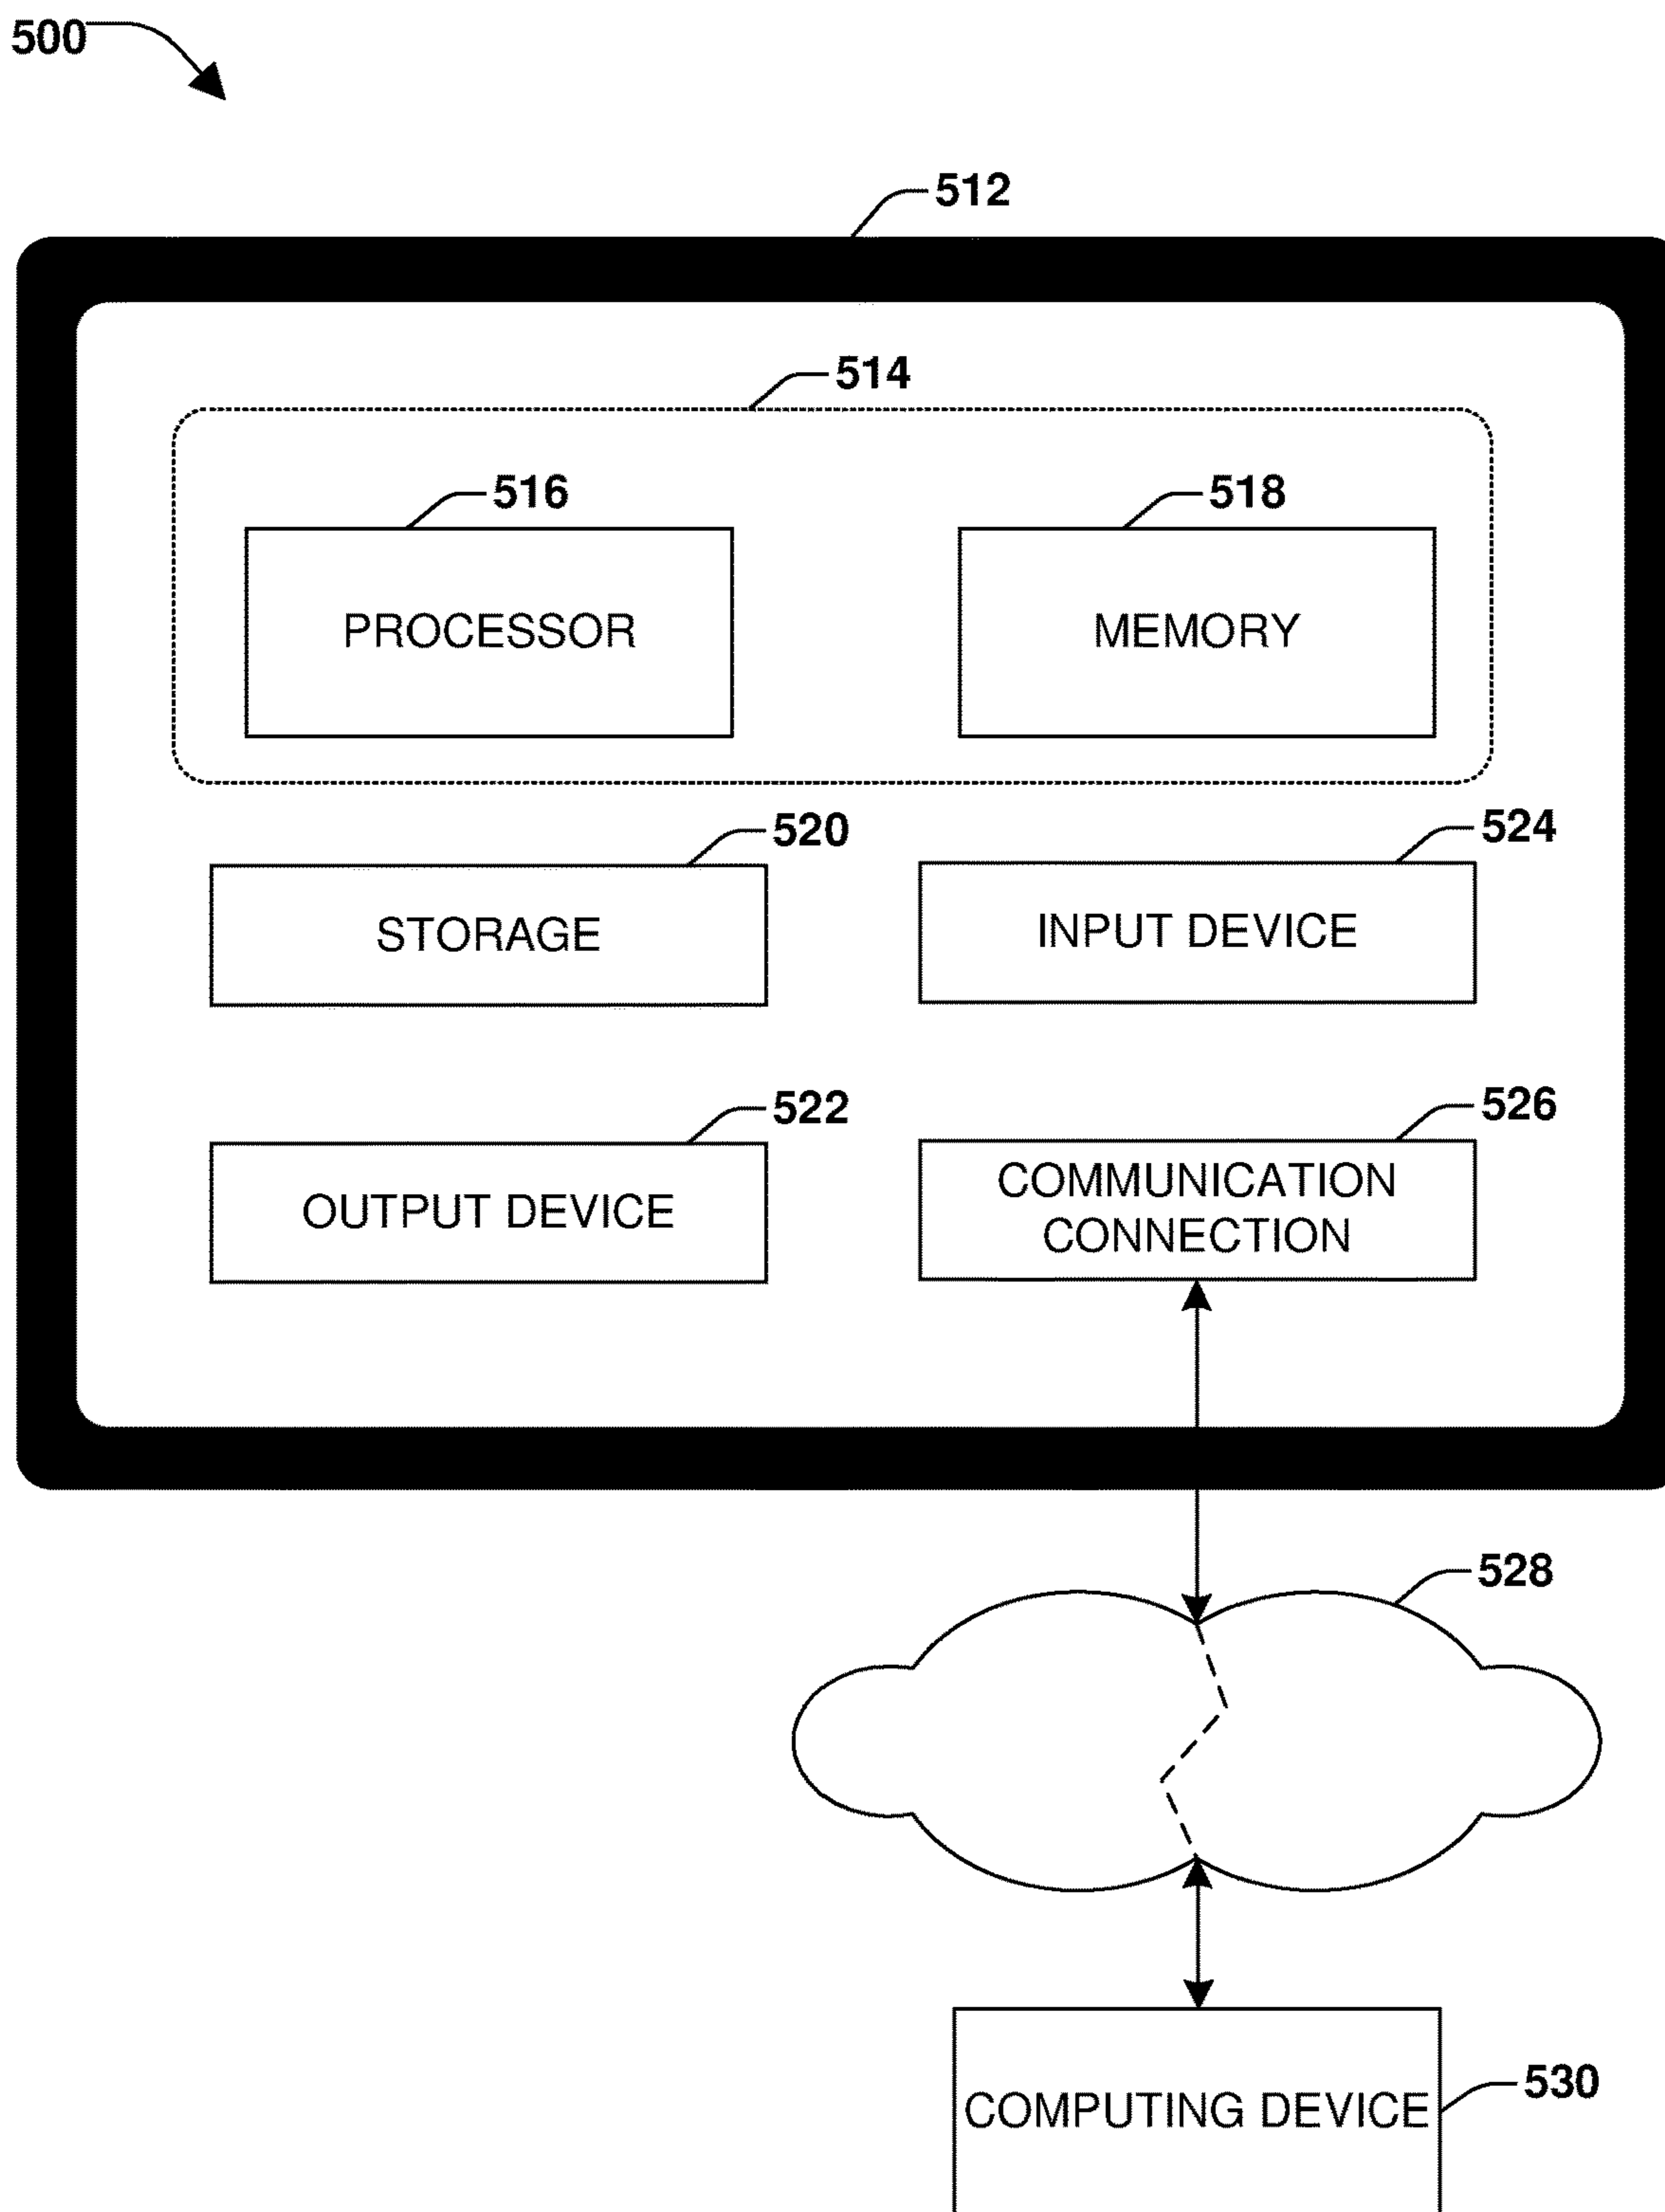 500
512
514
516
518
PROCESSOR
MEMORY
520
524
STORAGE
INPUT DEVICE
522
526
OUTPUT DEVICE
COMMUNICATION
CONNECTION
528
530
COMPUTING DEVICE